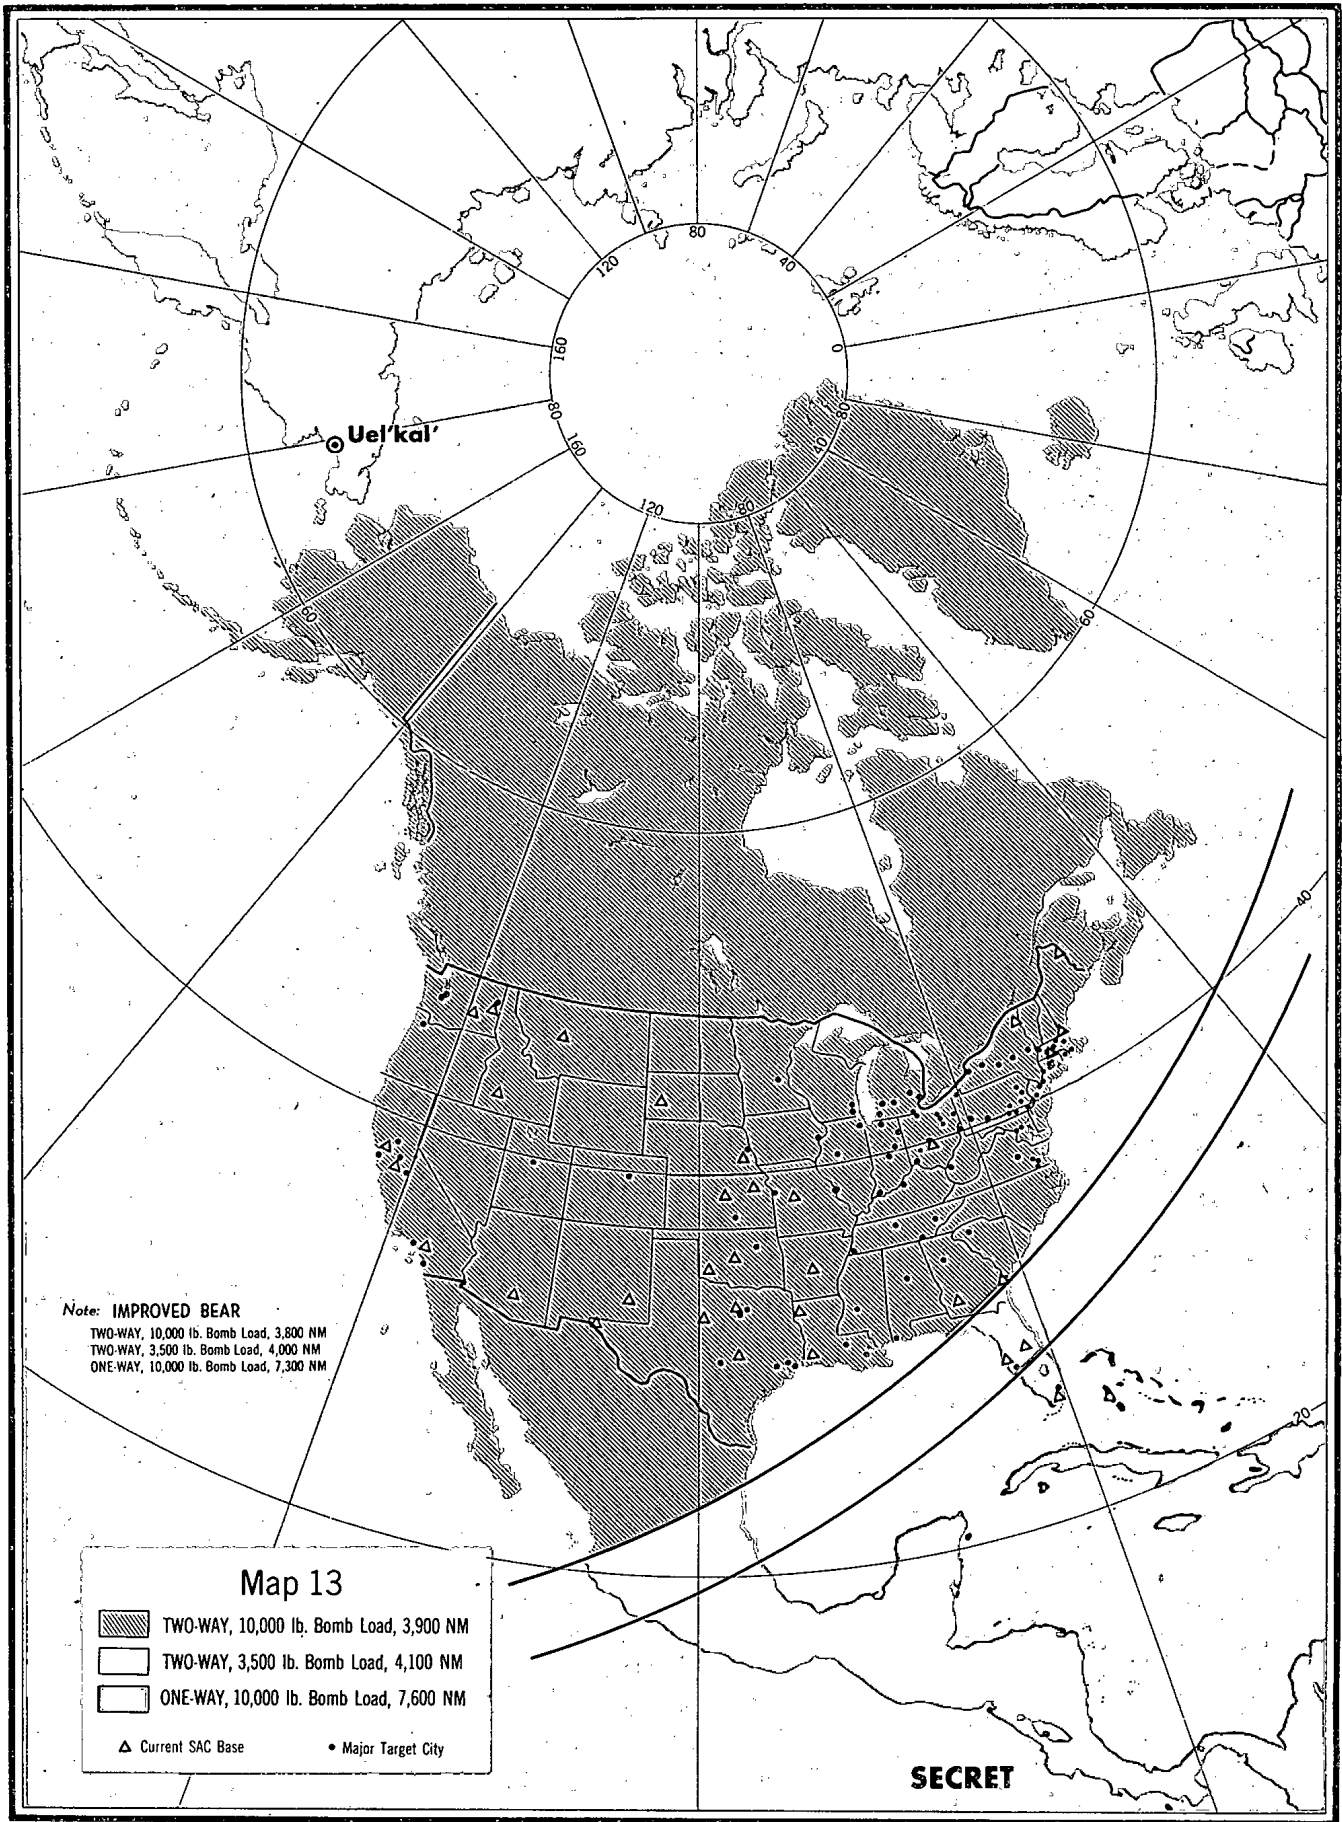 80
120
40
160
0
80
160
80
40
Uel'kal'
120
80
60
60
40
Note: IMPROVED BEAR
TWO-WAY, 10,000 lb. Bomb Load, 3,800 NM
TWO-WAY, 3,500 lb. Bomb Load, 4,000 NM
ONE-WAY, 10,000 lb. Bomb Load, 7,300 NM
20
Map 13
TWO-WAY, 10,000 lb. Bomb Load, 3,900 NM
TWO-WAY, 3,500 lb. Bomb Load, 4,100 NM
ONE-WAY, 10,000 lb. Bomb Load, 7,600 NM
Current SAC Base
Major Target City
SECRET